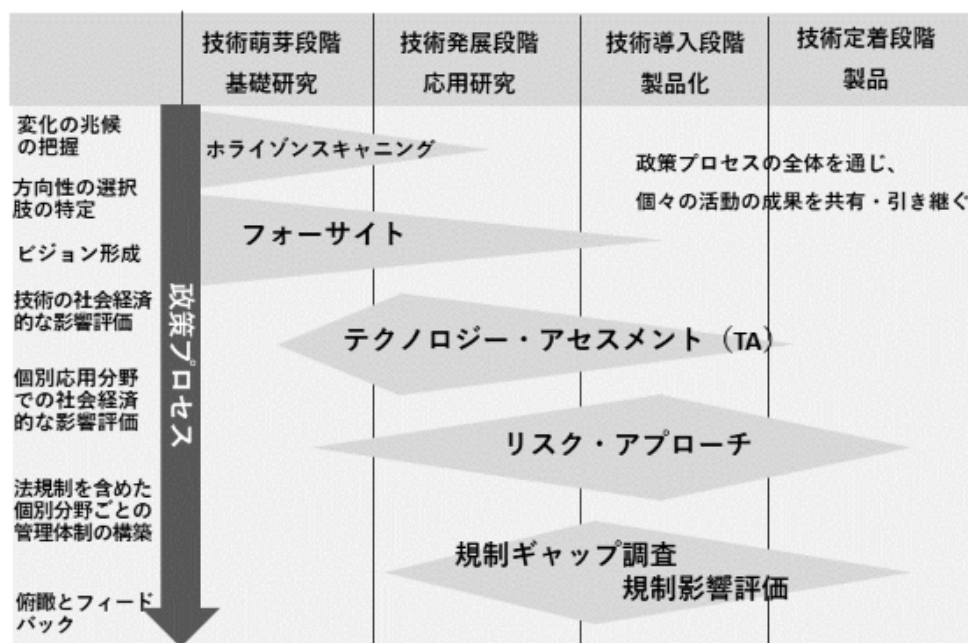 技術萌芽段階
基礎研究
技術発展段階
応用研究
技術導入段階
製品化
技術定着段階
製品
変化の兆候
の把握
方向性の選択
肢の特定
ビジョン形成
技術の社会経済
的な影響評価
個別応用分野
での社会経済
的な影響評価
法規制を含めた
個別分野ごとの
管理体制の構築
俯瞰とフィード
バック
政策プロセス
ホライゾンスキャニング
政策プロセスの全体を通じ、
個々の活動の成果を共有・引き継ぐ
フォーサイト
テクノロジー・アセスメント（TA）
リスク・アプローチ
規制ギャップ調査
規制影響評価